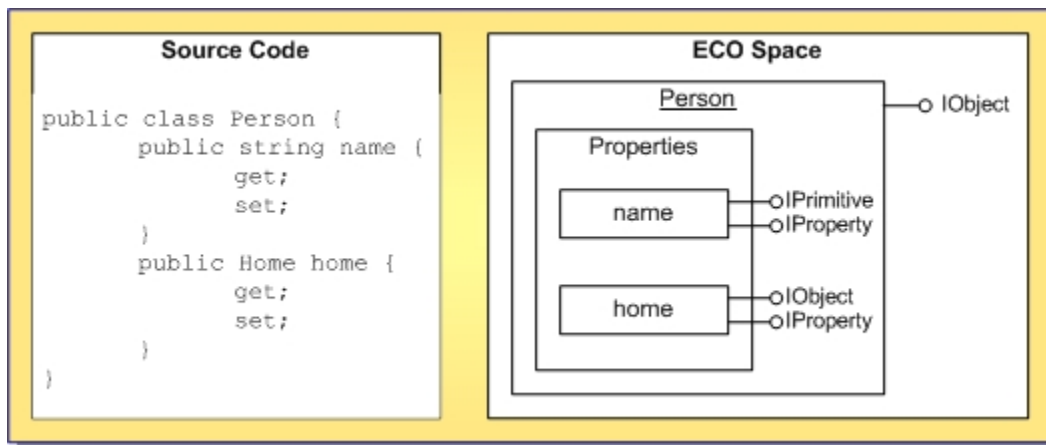 Source Code
public class Person {
public string name {
get;
set;
}
public Home home {
get;
set;
}
}
ECO Space
Person
IObject
Properties
name
IPrimitive
IProperty
home
IObject
IProperty